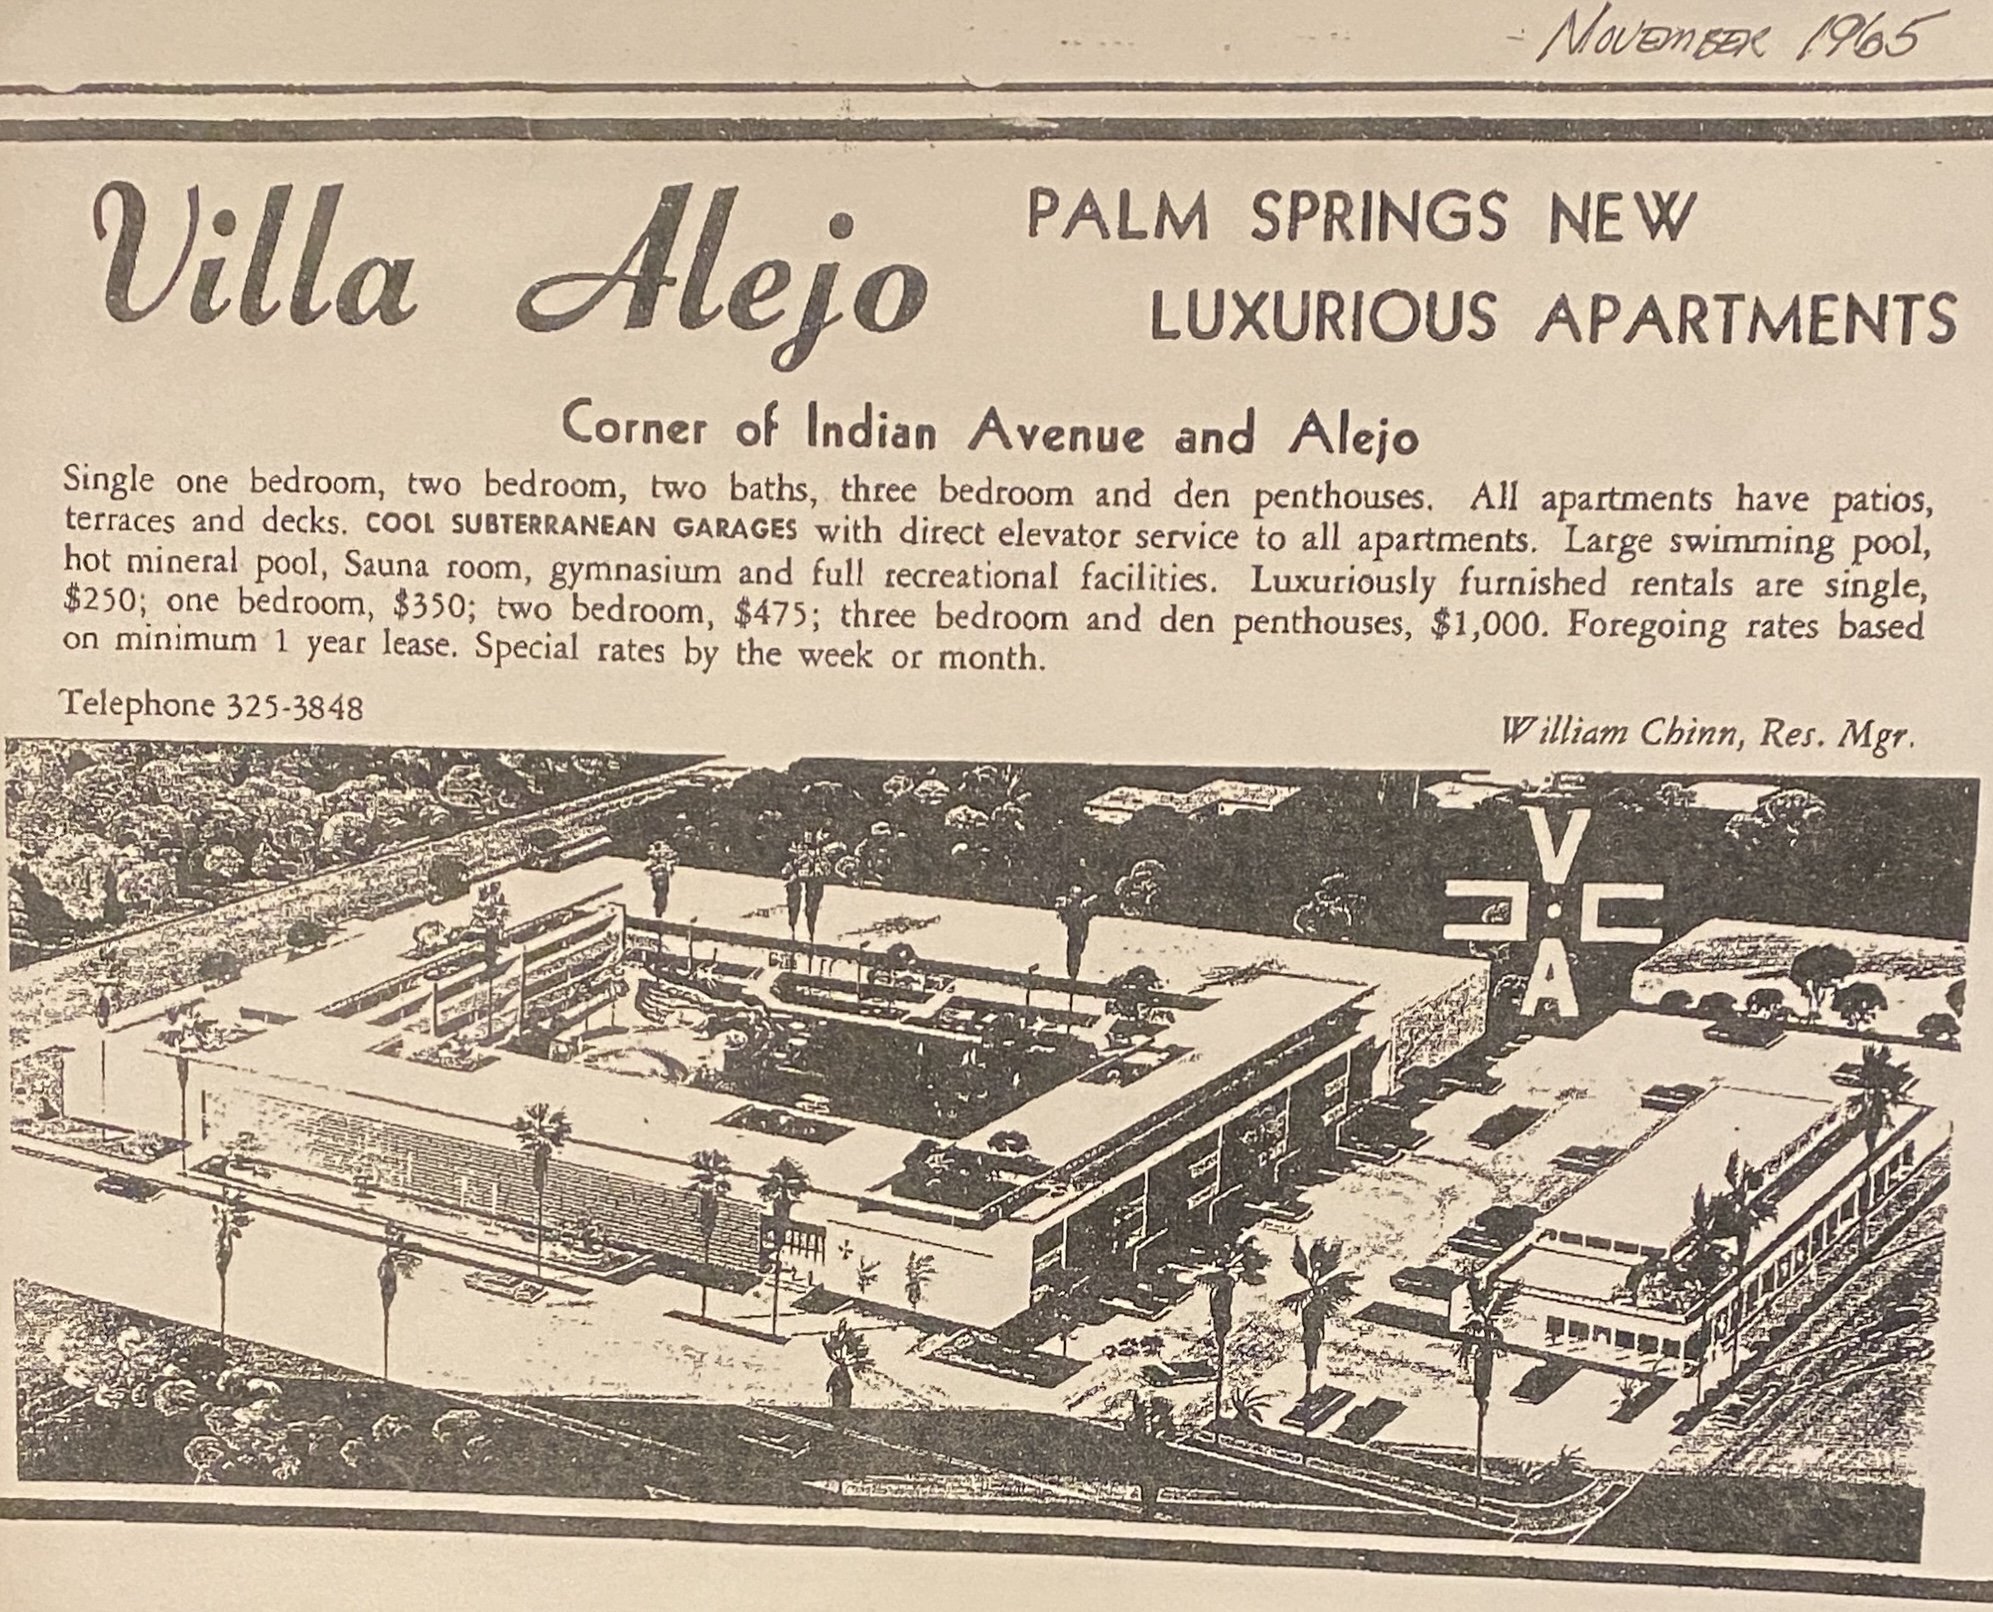 November 1965
Villa Alejo
PALM SPRINGS NEW
LUXURIOUS APARTMENTS
Corner of Indian Avenue and Alejo
Single one bedroom, two bedroom, two baths, three bedroom and den penthouses. All apartments have patios,
terraces and decks. COOL SUBTERRANEAN GARAGES with direct elevator service to all apartments. Large swimming pool,
hot mineral pool, Sauna room, gymnasium and full recreational facilities. Luxuriously furnished rentals are single,
$250; one bedroom, $350; two bedroom, $475; three bedroom and den penthouses, $1,000. Foregoing rates based
on minimum 1 year lease. Special rates by the week or month.
Telephone 325-3848
William Chinn, Res. Mgr.
V
A